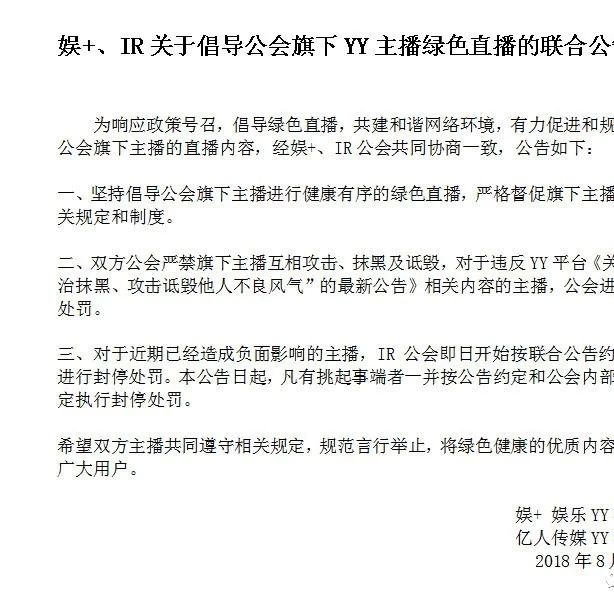 娱+、IR 关于倡导公会旗下 YY 主播绿色直播的联合公
为响应政策号召，倡导绿色直播，共建和谐网络环境，有力促进和规
公会旗下主播的直播内容，经娱+、IR 公会共同协商一致，公告如下：
一、坚持倡导公会旗下主播进行健康有序的绿色直播，严格督促旗下主播
关规定和制度。
二、双方公会严禁旗下主播互相攻击、抹黑及诋毁，对于违反 YY 平台《关
治抹黑、攻击诋毁他人不良风气”的最新公告》相关内容的主播，公会进
处罚。
三、对于近期已经造成负面影响的主播，IR 公会即日开始按联合公告约
进行封停处罚。本公告日起，凡有挑起事端者一并按公告约定和公会内部
定执行封停处罚。
希望双方主播共同遵守相关规定，规范言行举止，将绿色健康的优质内容
广大用户。
娱+ 娱乐 YY
亿人传媒 YY
2018 年 8